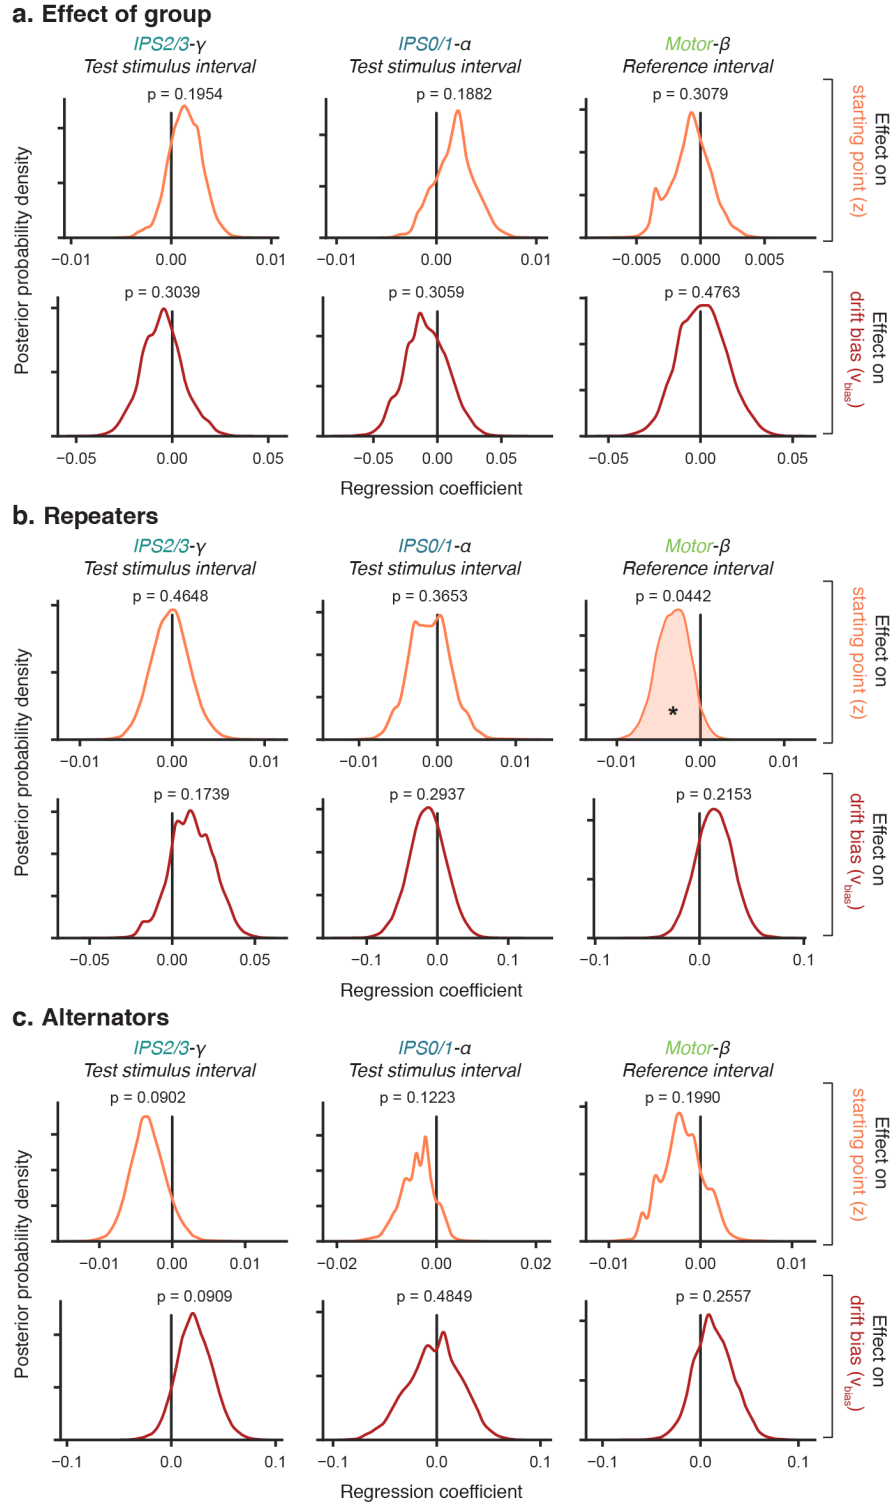 a. Effect of group
IPS2/3-γ
Test stimulus interval
IPS0/1-α
Test stimulus interval
Motor-β
Reference interval
Posterior probability density
p = 0.1954
−0.01 0.00 0.01
p = 0.1882
−0.01 0.00 0.01
p = 0.3079
−0.005 0.000 0.005
Effect on
starting point (z)
p = 0.3039
−0.05 0.00 0.05
p = 0.3059
−0.05 0.00 0.05
p = 0.4763
−0.05 0.00 0.05
Effect on
drift bias (vbias)
Regression coefficient
b. Repeaters
IPS2/3-γ
Test stimulus interval
IPS0/1-α
Test stimulus interval
Motor-β
Reference interval
Posterior probability density
p = 0.4648
−0.01 0.00 0.01
p = 0.3653
−0.01 0.00 0.01
p = 0.0442
*
−0.01 0.00 0.01
Effect on
starting point (z)
p = 0.1739
−0.05 0.00 0.05
p = 0.2937
−0.1 0.0 0.1
p = 0.2153
−0.1 0.0 0.1
Effect on
drift bias (vbias)
Regression coefficient
c. Alternators
IPS2/3-γ
Test stimulus interval
IPS0/1-α
Test stimulus interval
Motor-β
Reference interval
Posterior probability density
p = 0.0902
−0.01 0.00 0.01
p = 0.1223
−0.02 0.00 0.02
p = 0.1990
−0.01 0.00 0.01
Effect on
starting point (z)
p = 0.0909
−0.1 0.0 0.1
p = 0.4849
−0.1 0.0 0.1
p = 0.2557
−0.1 0.0 0.1
Effect on
drift bias (vbias)
Regression coefficient